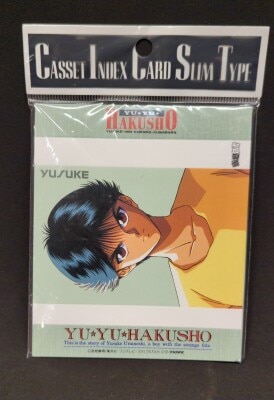 CASSET INDEX CARD SLIM TYPE
YU★YU★
HAKUSHO
YUSUKE
YU★YU★HAKUSHO
This is the story of Yusuke Urameshi, a boy with the strange fate.